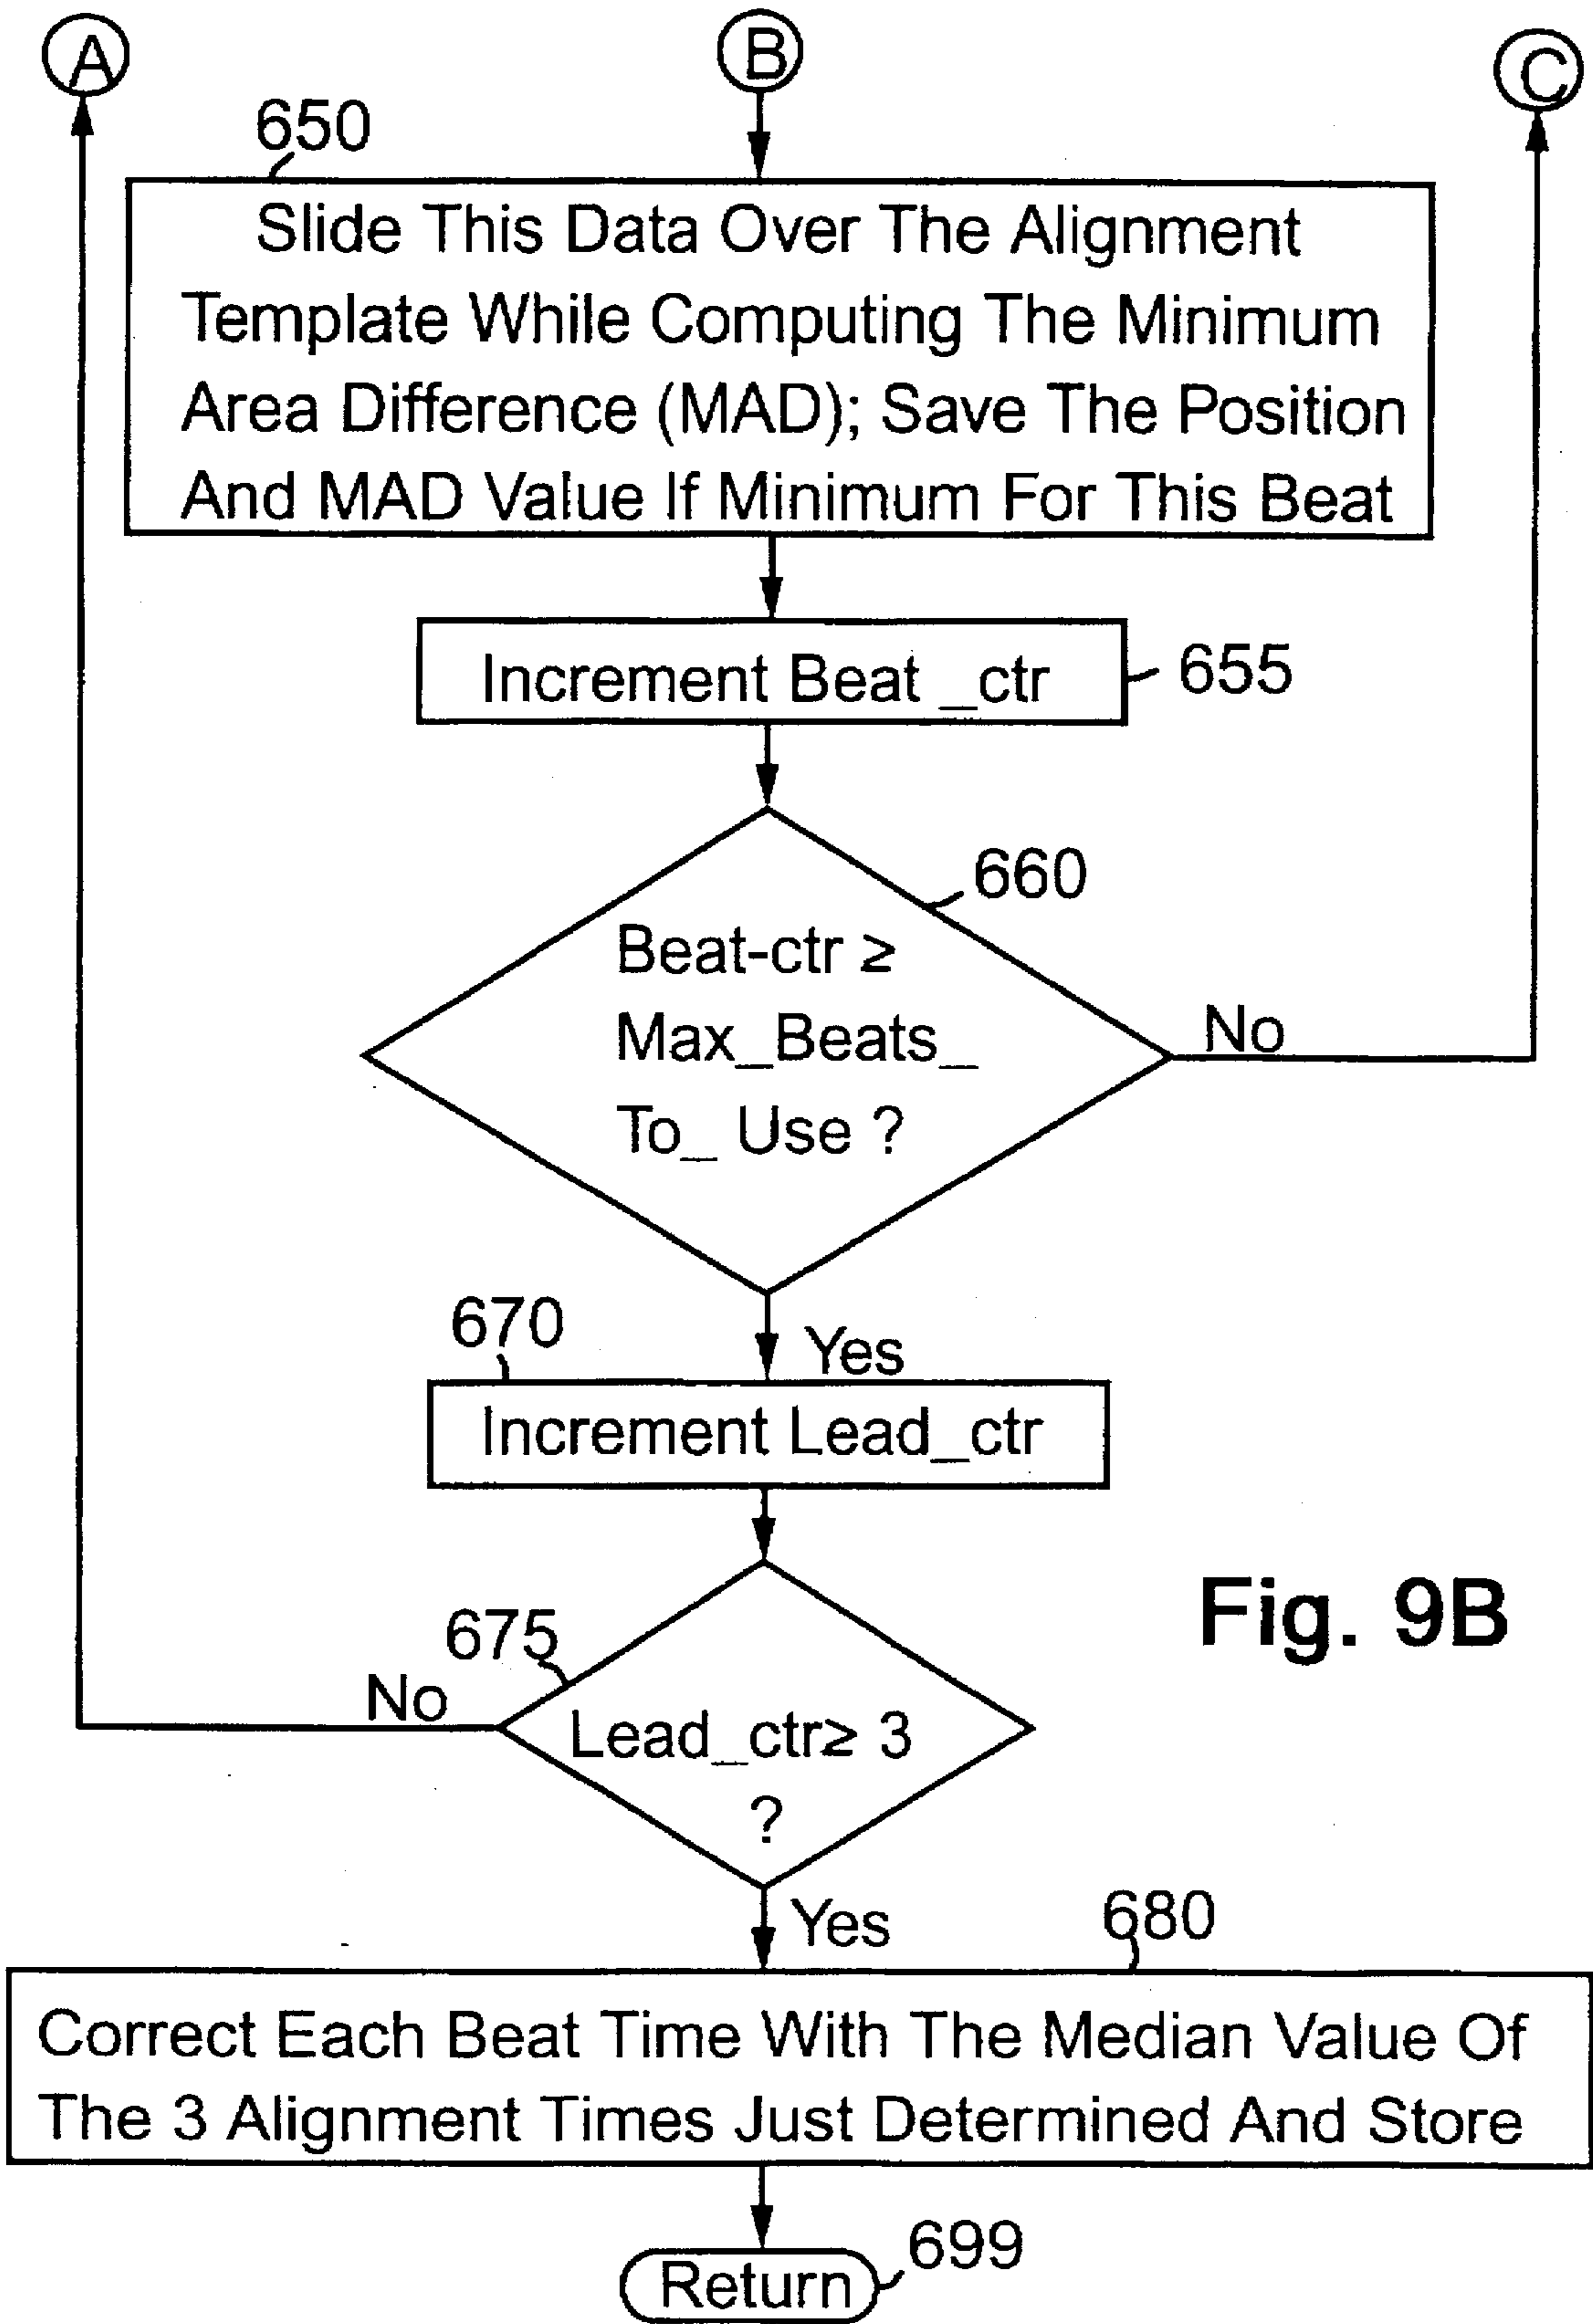 A
B
C
650
Slide This Data Over The Alignment
Template While Computing The Minimum
Area Difference (MAD); Save The Position
And MAD Value If Minimum For This Beat
Increment Beat _ctr
655
660
Beat-ctr ≥
Max_Beats_
To_ Use ?
No
Yes
670
Increment Lead_ctr
675
Lead_ctr≥ 3
?
No
Fig. 9B
Yes
680
Correct Each Beat Time With The Median Value Of
The 3 Alignment Times Just Determined And Store
Return
699